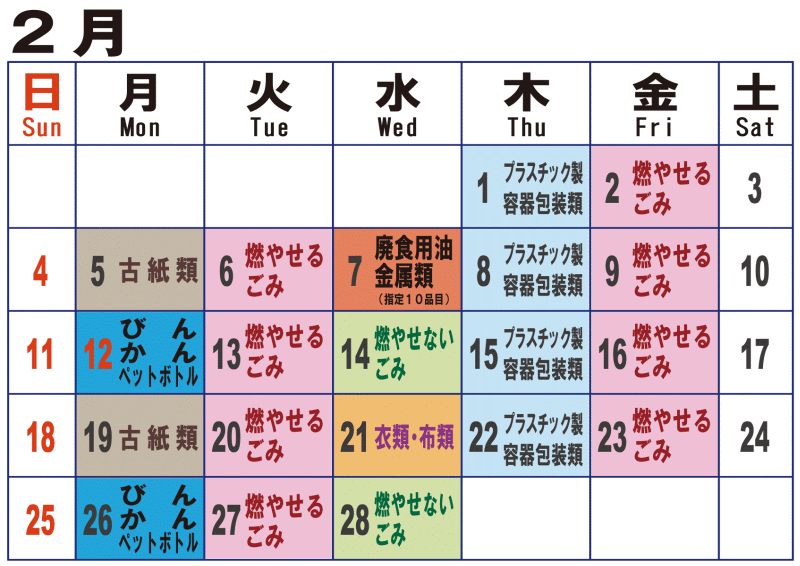 2月
日 月 火 水 木 金 土
Sun Mon Tue Wed Thu Fri Sat
1 プラスチック製
容器包装類
2 燃やせる
ごみ
3
4
5 古紙類
6 燃やせる
ごみ
7 廃食用油
金属類
(指定10品目)
8 プラスチック製
容器包装類
9 燃やせる
ごみ
10
11
12 びん
かん
ペットボトル
13 燃やせる
ごみ
14 燃やせない
ごみ
15 プラスチック製
容器包装類
16 燃やせる
ごみ
17
18
19 古紙類
20 燃やせる
ごみ
21 衣類・布類
22 プラスチック製
容器包装類
23 燃やせる
ごみ
24
25
26 びん
かん
ペットボトル
27 燃やせる
ごみ
28 燃やせない
ごみ